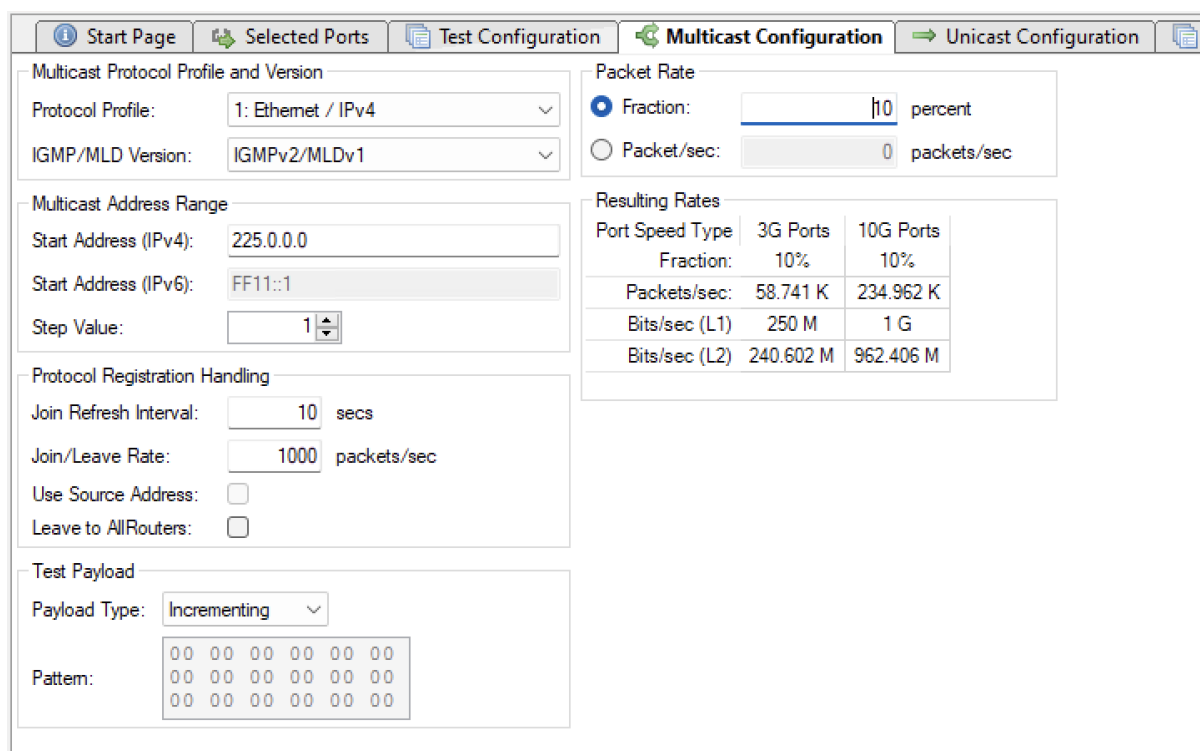 Start Page Selected Ports Test Configuration Multicast Configuration Unicast Configuration
Multicast Protocol Profile and Version
Protocol Profile: 1: Ethernet / IPv4
IGMP/MLD Version: IGMPv2/MLDv1
Multicast Address Range
Start Address (IPv4): 225.0.0.0
Start Address (IPv6): FF11::1
Step Value: 1
Protocol Registration Handling
Join Refresh Interval: 10 secs
Join/Leave Rate: 1000 packets/sec
Use Source Address:
Leave to AllRouters:
Test Payload
Payload Type: Incrementing
Pattern:
00 00 00 00 00 00
00 00 00 00 00 00
00 00 00 00 00 00
Packet Rate
Fraction: 10 percent
Packet/sec: 0 packets/sec
Resulting Rates
Port Speed Type 3G Ports 10G Ports
Fraction: 10% 10%
Packets/sec: 58.741 K 234.962 K
Bits/sec (L1) 250 M 1 G
Bits/sec (L2) 240.602 M 962.406 M